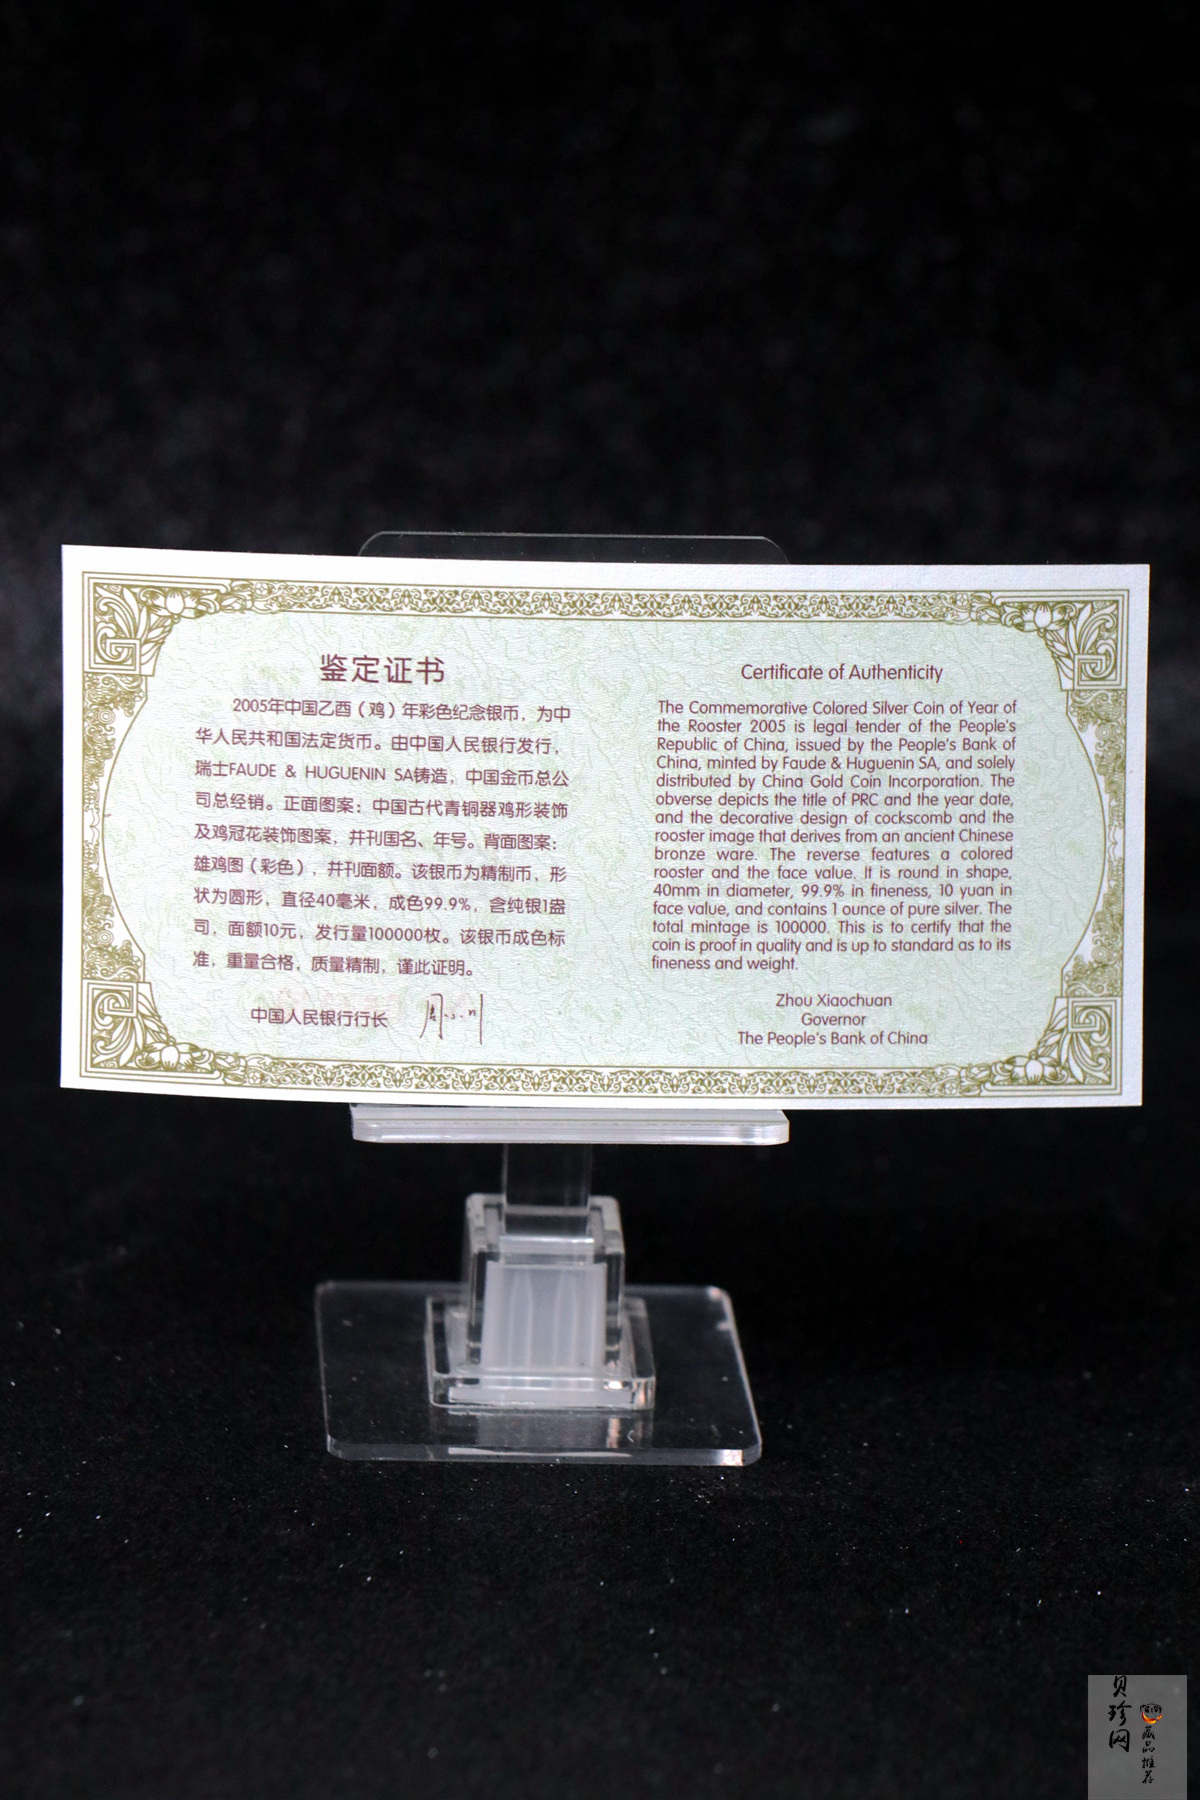 鉴定证书
2005年中国乙酉（鸡）年彩色纪念银币，为中
华人民共和国法定货币。由中国人民银行发行，
瑞士FAUDE & HUGUENIN SA铸造，中国金币总公
司总经销。正面图案：中国古代青铜器鸡形装饰
及鸡冠花装饰图案，并刊国名、年号。背面图案：
雄鸡图（彩色），并刊面额。该银币为精制币，形
状为圆形，直径40毫米，成色99.9%，含纯银1盎
司，面额10元，发行量100000枚。该银币成色标
准，重量合格，质量精制，谨此证明。
中国人民银行行长
Certificate of Authenticity
The Commemorative Colored Silver Coin of Year of
the Rooster 2005 is legal tender of the People's
Republic of China, issued by the People's Bank of
China, minted by Faude & Huguenin SA, and solely
distributed by China Gold Coin Incorporation. The
obverse depicts the title of PRC and the year date,
and the decorative design of cockscomb and the
rooster image that derives from an ancient Chinese
bronze ware. The reverse features a colored
rooster and the face value. It is round in shape,
40mm in diameter, 99.9% in fineness, 10 yuan in
face value, and contains 1 ounce of pure silver. The
total mintage is 100000. This is to certify that the
coin is proof in quality and is up to standard as to its
fineness and weight.
Zhou Xiaochuan
Governor
The People's Bank of China
贝珍网
藏品推荐